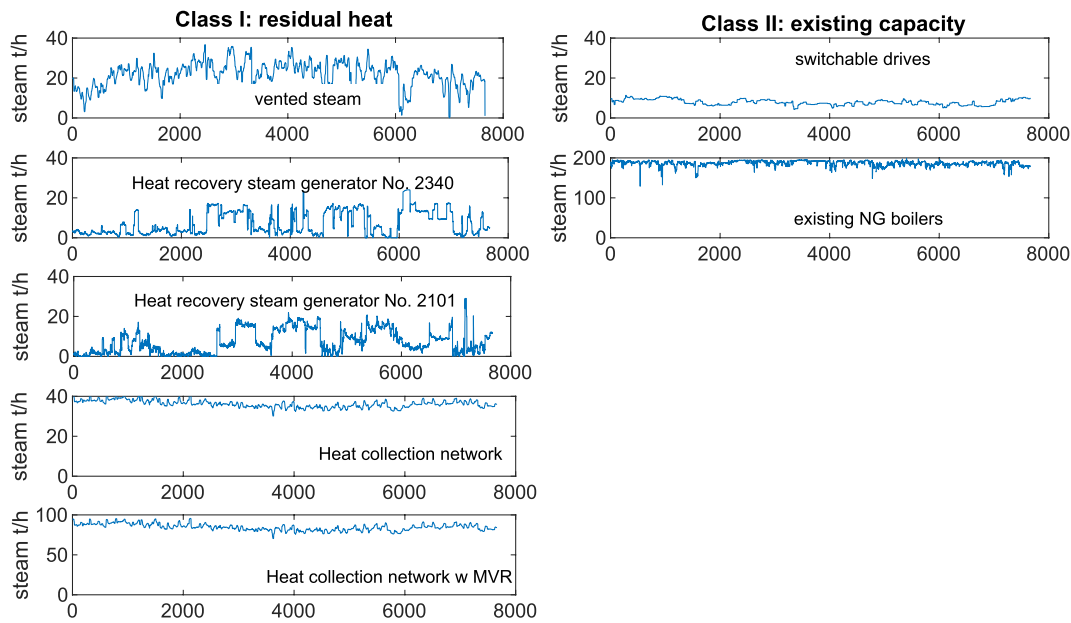 Class I: residual heat
steam t/h
40
20
0
vented steam
0 2000 4000 6000 8000
steam t/h
40
20
0
Heat recovery steam generator No. 2340
0 2000 4000 6000 8000
steam t/h
40
20
0
Heat recovery steam generator No. 2101
0 2000 4000 6000 8000
steam t/h
40
20
0
Heat collection network
0 2000 4000 6000 8000
steam t/h
100
50
0
Heat collection network w MVR
0 2000 4000 6000 8000
Class II: existing capacity
steam t/h
40
20
0
switchable drives
0 2000 4000 6000 8000
steam t/h
200
100
0
existing NG boilers
0 2000 4000 6000 8000